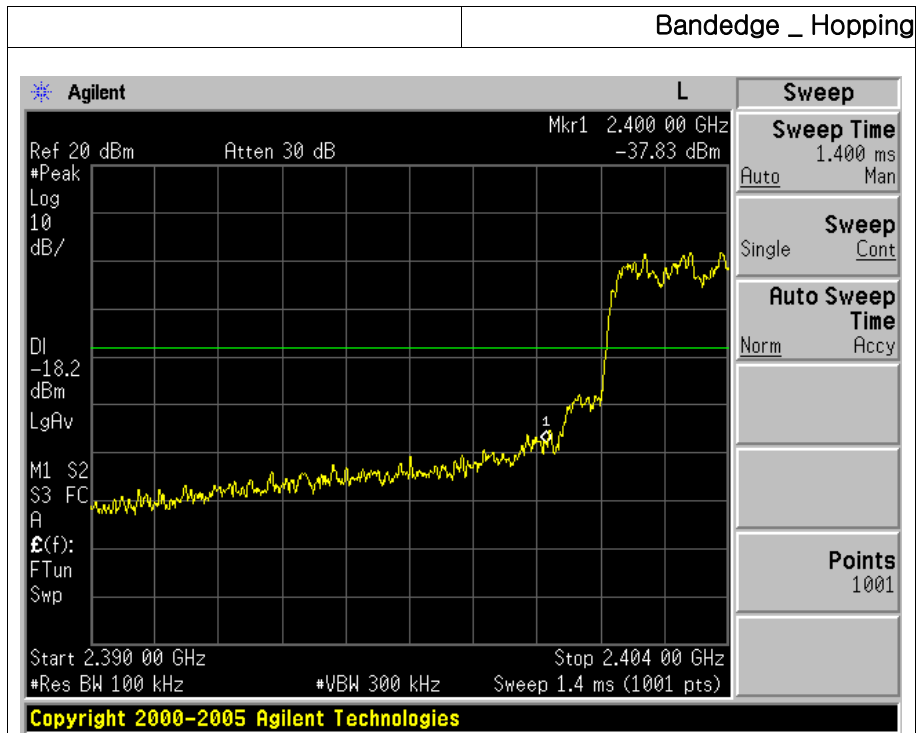 Bandedge _ Hopping
Agilent
L
Mkr1 2.400 00 GHz
Ref 20 dBm Atten 30 dB -37.83 dBm
#Peak
Log
10
dB/
DI
-18.2
dBm
LgAv
M1 S2
S3 FC
A
£(f):
FTun
Swp
1
Start 2.390 00 GHz Stop 2.404 00 GHz
#Res BW 100 kHz #VBW 300 kHz Sweep 1.4 ms (1001 pts)
Copyright 2000-2005 Agilent Technologies
Sweep
Sweep Time
1.400 ms
Auto Man
Sweep
Single Cont
Auto Sweep
Time
Norm Accy
Points
1001